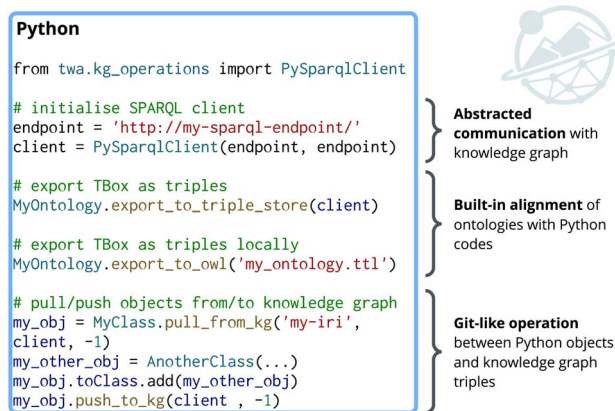 Python
from twa.kg_operations import PySparqlClient
# initialise SPARQL client
endpoint = 'http://my-sparql-endpoint/'
client = PySparqlClient(endpoint, endpoint)
# export TBox as triples
MyOntology.export_to_triple_store(client)
# export TBox as triples locally
MyOntology.export_to_owl('my_ontology.ttl')
# pull/push objects from/to knowledge graph
my_obj = MyClass.pull_from_kg('my-iri',
client, -1)
my_other_obj = AnotherClass(...)
my_obj.toClass.add(my_other_obj)
my_obj.push_to_kg(client , -1)
Abstracted
communication with
knowledge graph
Built-in alignment of
ontologies with Python
codes
Git-like operation
between Python objects
and knowledge graph
triples